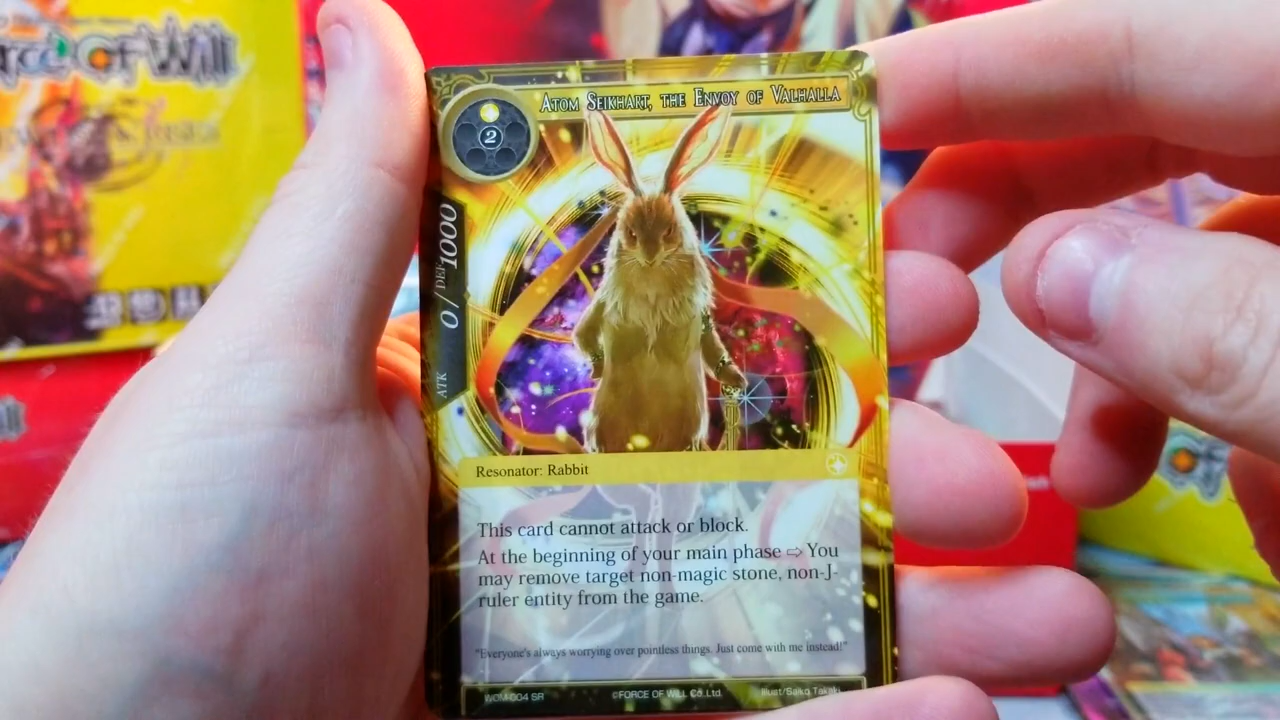 Force OF Will
ATOM SEIKHART, THE ENVOY OF VALHALLA
2
ATK 0 / DEF 1000
Resonator: Rabbit
This card cannot attack or block.
At the beginning of your main phase ⇨ You
may remove target non-magic stone, non-J-
ruler entity from the game.
"Everyone's always worrying over pointless things. Just come with me instead!"
WOM-004 SR ©FORCE OF WILL Co.,Ltd. Illust/Saiko Takaki